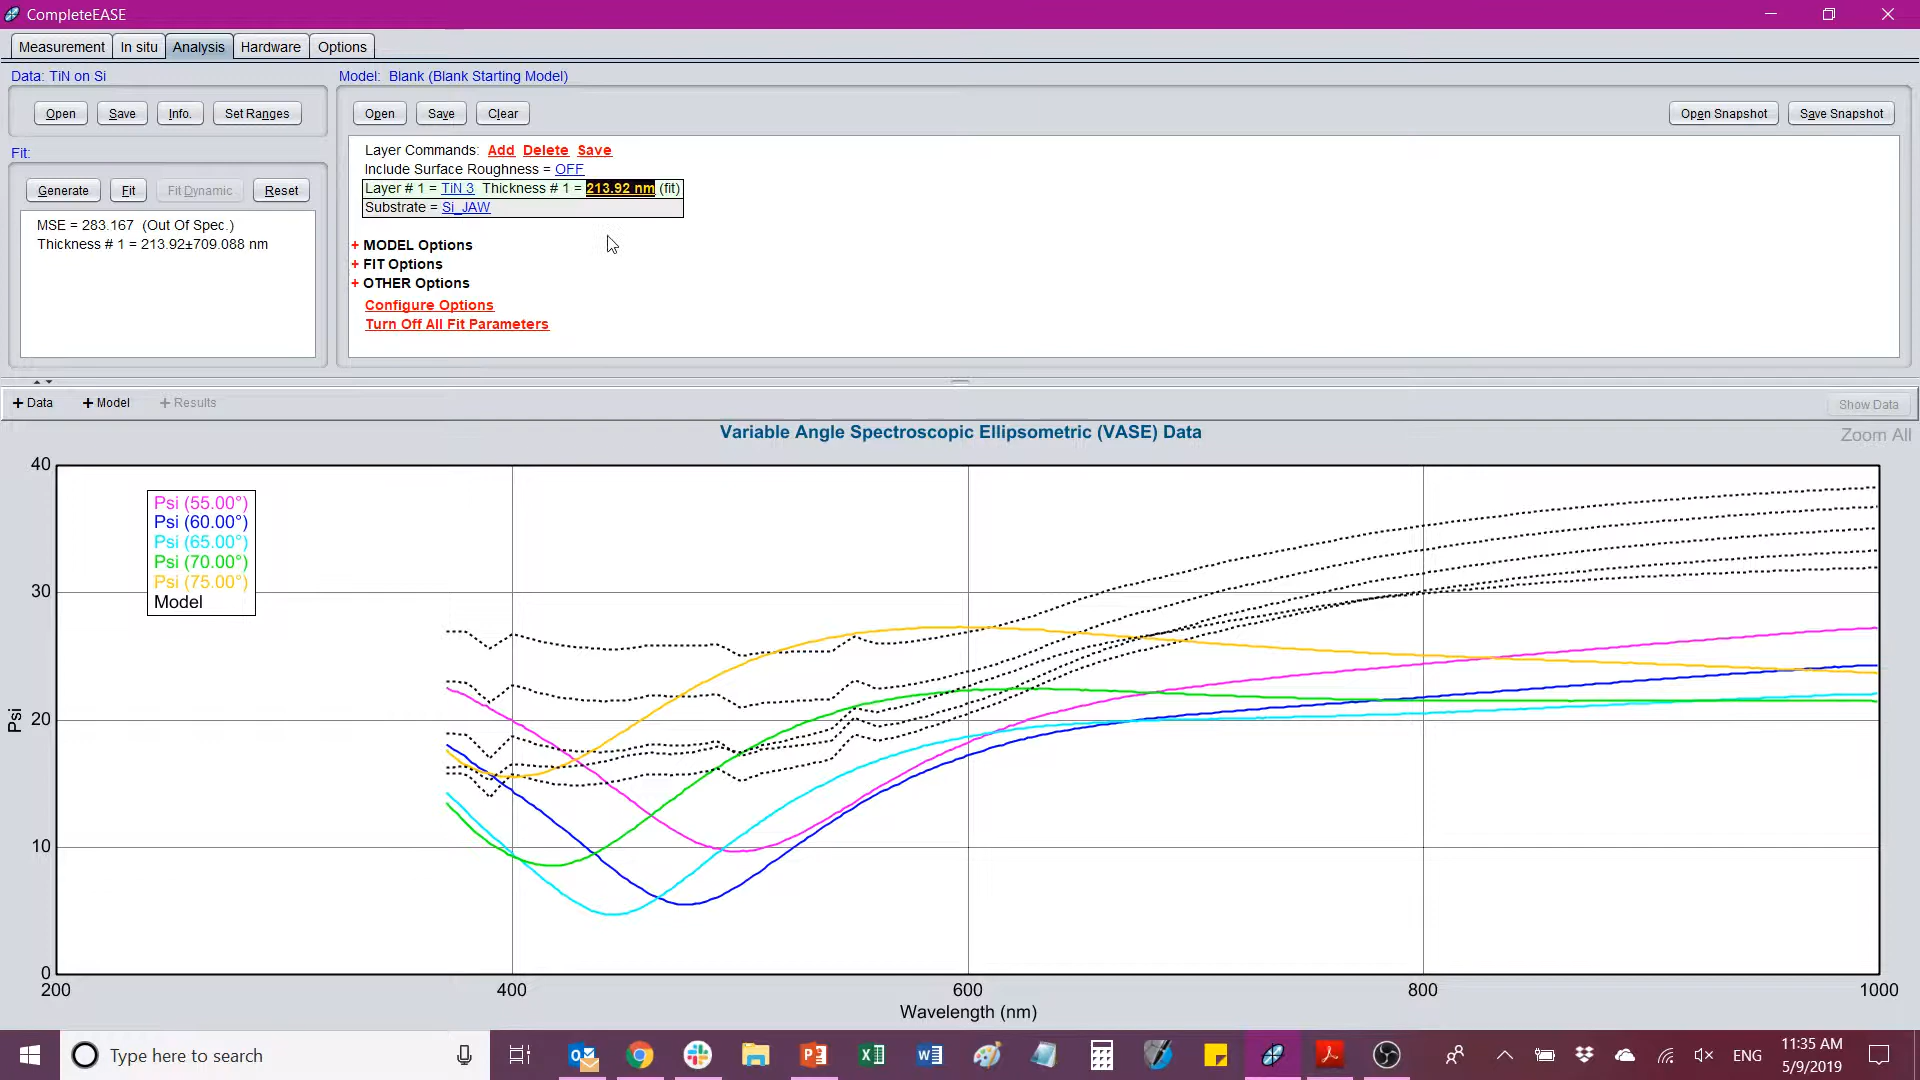 CompleteEASE
Measurement In situ Analysis Hardware Options
Data: TiN on Si
Open Save Info. Set Ranges
Fit:
Generate Fit Fit Dynamic Reset
MSE = 283.167 (Out Of Spec.)
Thickness # 1 = 213.92±709.088 nm
Model: Blank (Blank Starting Model)
Open Save Clear Open Snapshot Save Snapshot
Layer Commands: Add Delete Save
Include Surface Roughness = OFF
Layer # 1 = TiN 3 Thickness # 1 = 213.92 nm (fit)
Substrate = Si_JAW
+ MODEL Options
+ FIT Options
+ OTHER Options
Configure Options
Turn Off All Fit Parameters
+ Data + Model + Results Show Data
Variable Angle Spectroscopic Ellipsometric (VASE) Data
Zoom All
40
30
20
10
0
Psi
Psi (55.00°)
Psi (60.00°)
Psi (65.00°)
Psi (70.00°)
Psi (75.00°)
Model
200 400 600 800 1000
Wavelength (nm)
Type here to search
ENG
11:35 AM
5/9/2019